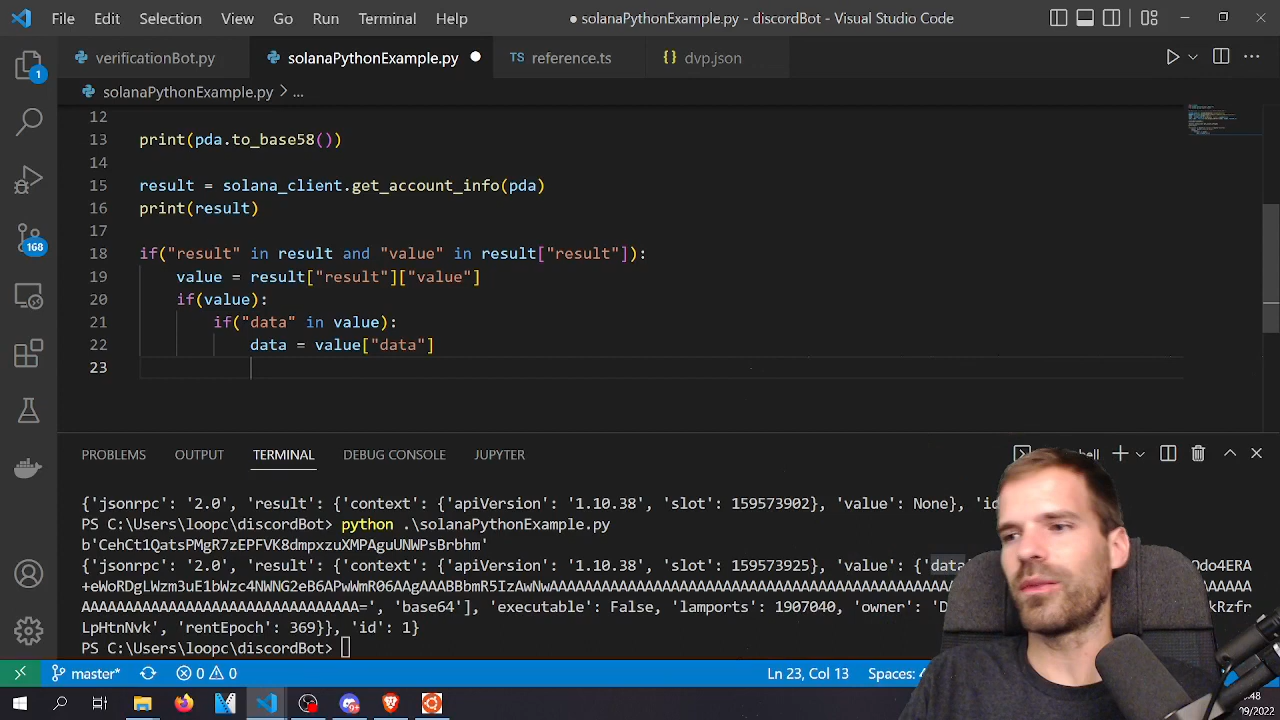 File Edit Selection View Go Run Terminal Help
● solanaPythonExample.py - discordBot - Visual Studio Code
verificationBot.py
solanaPythonExample.py
TS reference.ts
{} dvp.json
1
solanaPythonExample.py > ...
12
13 print(pda.to_base58())
14
15 result = solana_client.get_account_info(pda)
16 print(result)
17
18 if("result" in result and "value" in result["result"]):
19 value = result["result"]["value"]
20 if(value):
21 if("data" in value):
22 data = value["data"]
23
168
PROBLEMS OUTPUT TERMINAL DEBUG CONSOLE JUPYTER
{'jsonrpc': '2.0', 'result': {'context': {'apiVersion': '1.10.38', 'slot': 159573902}, 'value': None},
PS C:\Users\loopc\discordBot> python .\solanaPythonExample.py
b'CehCt1QatsPMgR7zEPFVK8dmpxzuXMPAguUNWPsBrbhm'
{'jsonrpc': '2.0', 'result': {'context': {'apiVersion': '1.10.38', 'slot': 159573925}, 'value': {'data
'base64'], 'executable': False, 'lamports': 1907040, 'owner':
LpHtnNvk', 'rentEpoch': 369}}, 'id': 1}
PS C:\Users\loopc\discordBot>
master* 0 0
Ln 23, Col 13